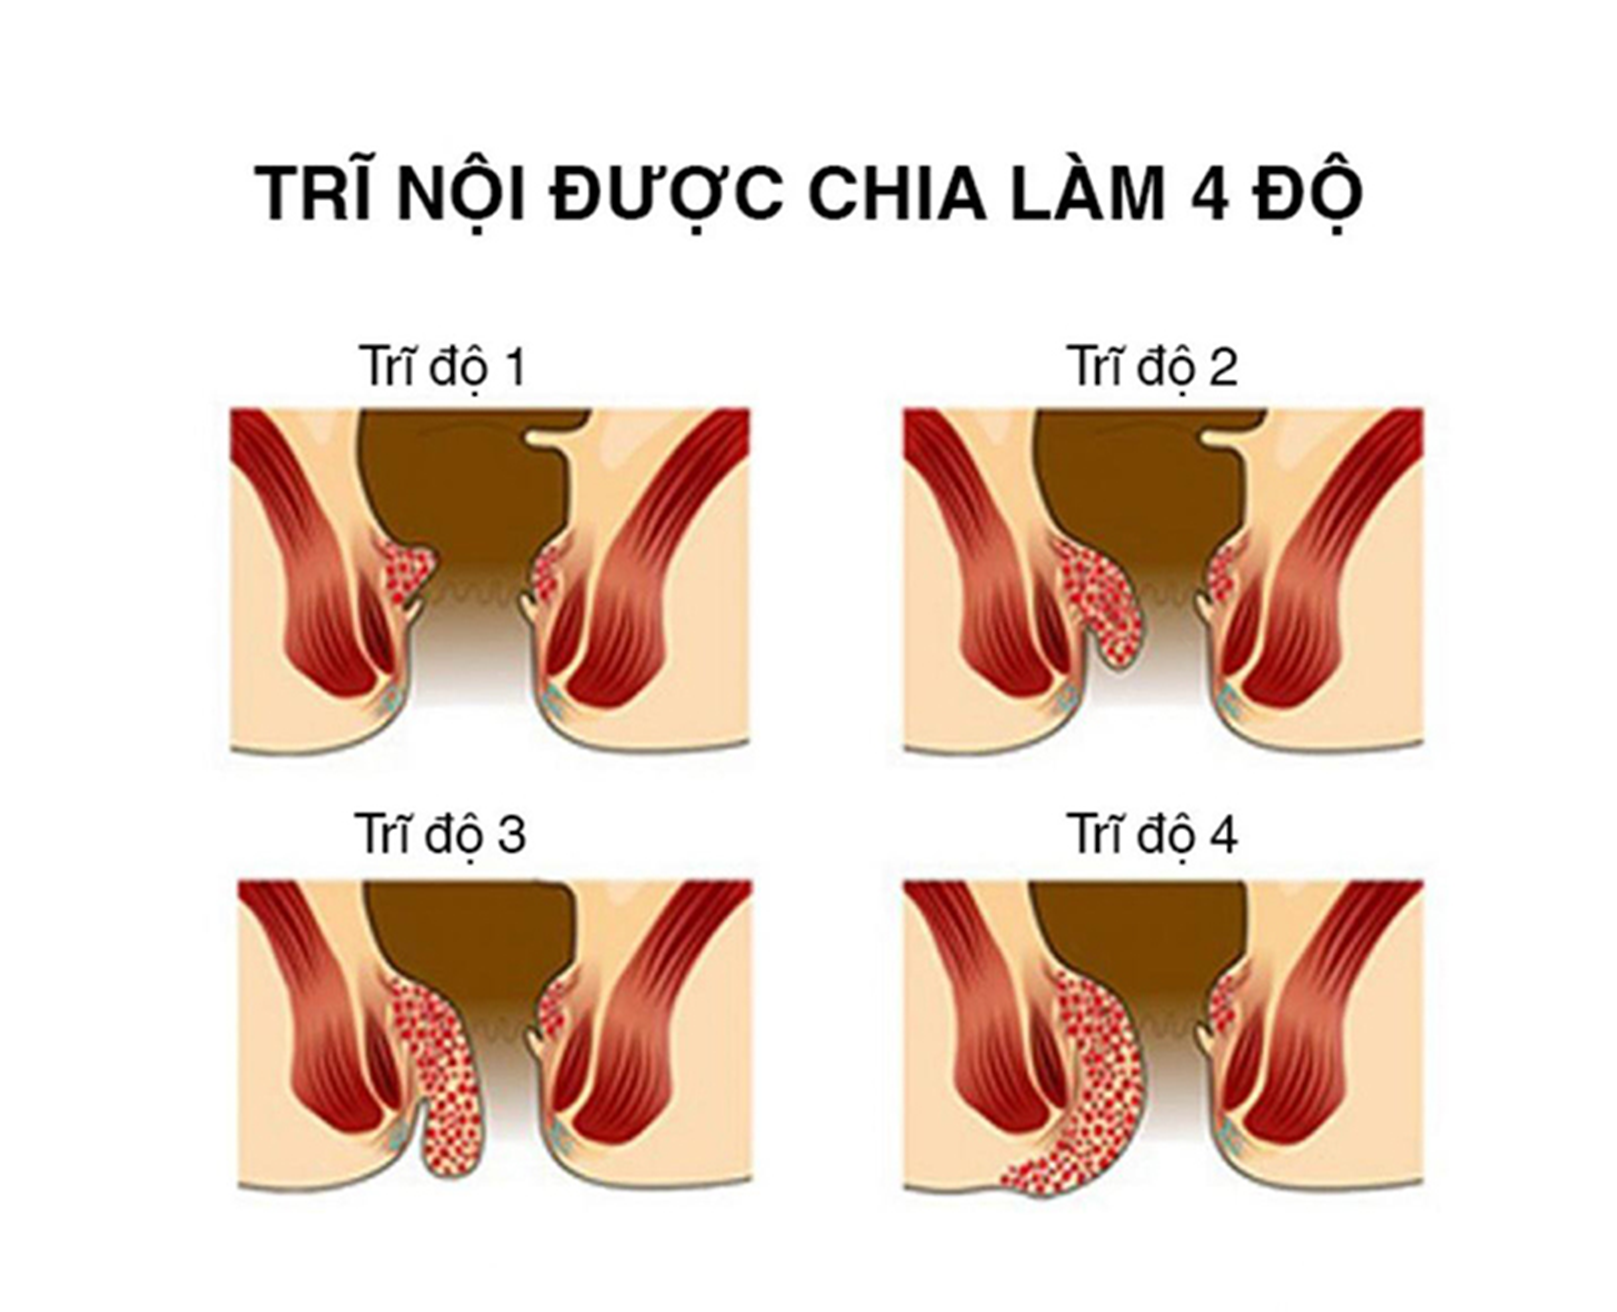 TRĨ NỘI ĐƯỢC CHIA LÀM 4 ĐỘ
Trĩ độ 1
Trĩ độ 2
Trĩ độ 3
Trĩ độ 4